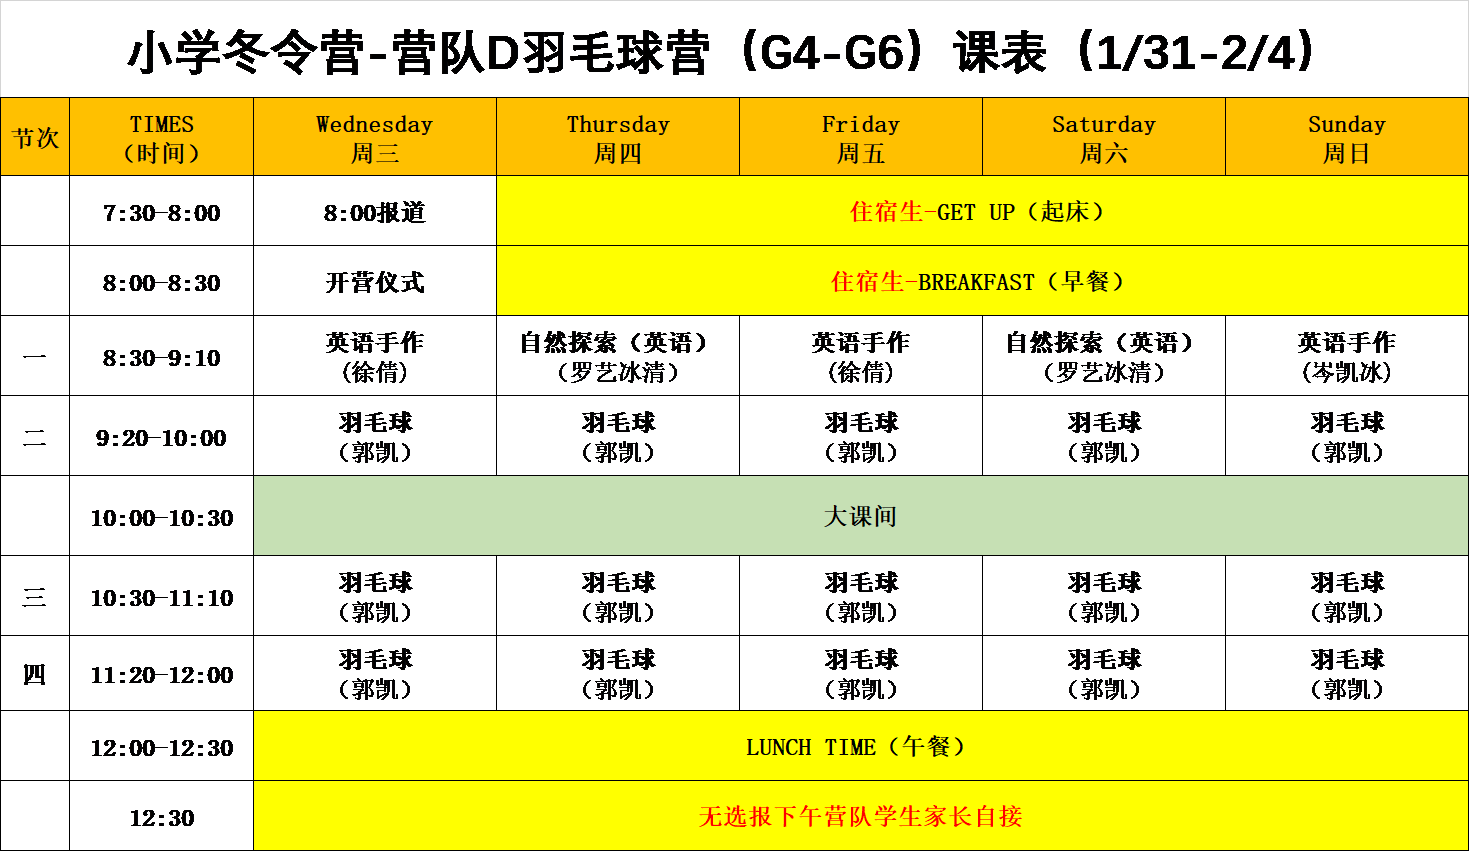 小学冬令营-营队D羽毛球营（G4-G6）课表（1/31-2/4）
节次
TIMES
（时间）
Wednesday
周三
Thursday
周四
Friday
周五
Saturday
周六
Sunday
周日
7:30-8:00
8:00报道
住宿生-GET UP（起床）
8:00-8:30
开营仪式
住宿生-BREAKFAST（早餐）
一
8:30-9:10
英语手作
(徐倩)
自然探索（英语）
（罗艺冰清）
英语手作
(徐倩)
自然探索（英语）
（罗艺冰清）
英语手作
(岑凯冰)
二
9:20-10:00
羽毛球
（郭凯）
羽毛球
（郭凯）
羽毛球
（郭凯）
羽毛球
（郭凯）
羽毛球
（郭凯）
10:00-10:30
大课间
三
10:30-11:10
羽毛球
（郭凯）
羽毛球
（郭凯）
羽毛球
（郭凯）
羽毛球
（郭凯）
羽毛球
（郭凯）
四
11:20-12:00
羽毛球
（郭凯）
羽毛球
（郭凯）
羽毛球
（郭凯）
羽毛球
（郭凯）
羽毛球
（郭凯）
12:00-12:30
LUNCH TIME（午餐）
12:30
无选报下午营队学生家长自接